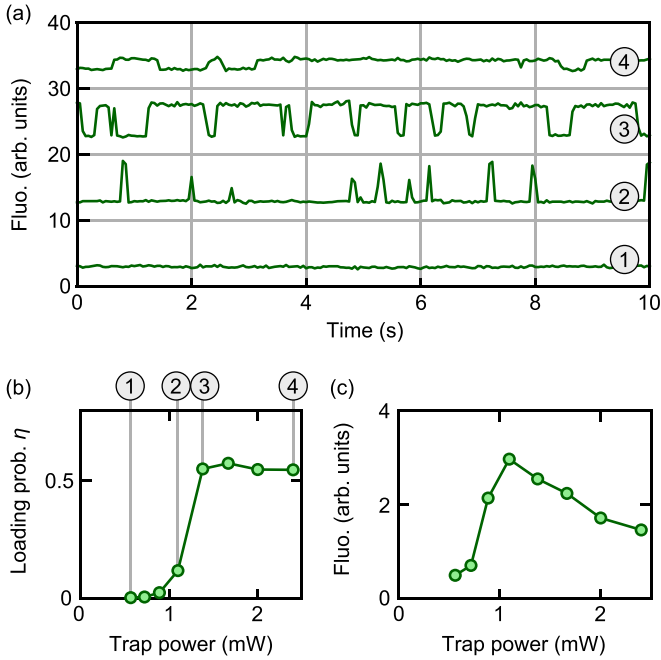 (a)
40
30
20
10
0
Fluo. (arb. units)
4
3
2
1
0 2 4 6 8 10
Time (s)
(b)
1 2 3 4
Loading prob. η
0.5
0
0 1 2
Trap power (mW)
(c)
Fluo. (arb. units)
4
2
0
0 1 2
Trap power (mW)